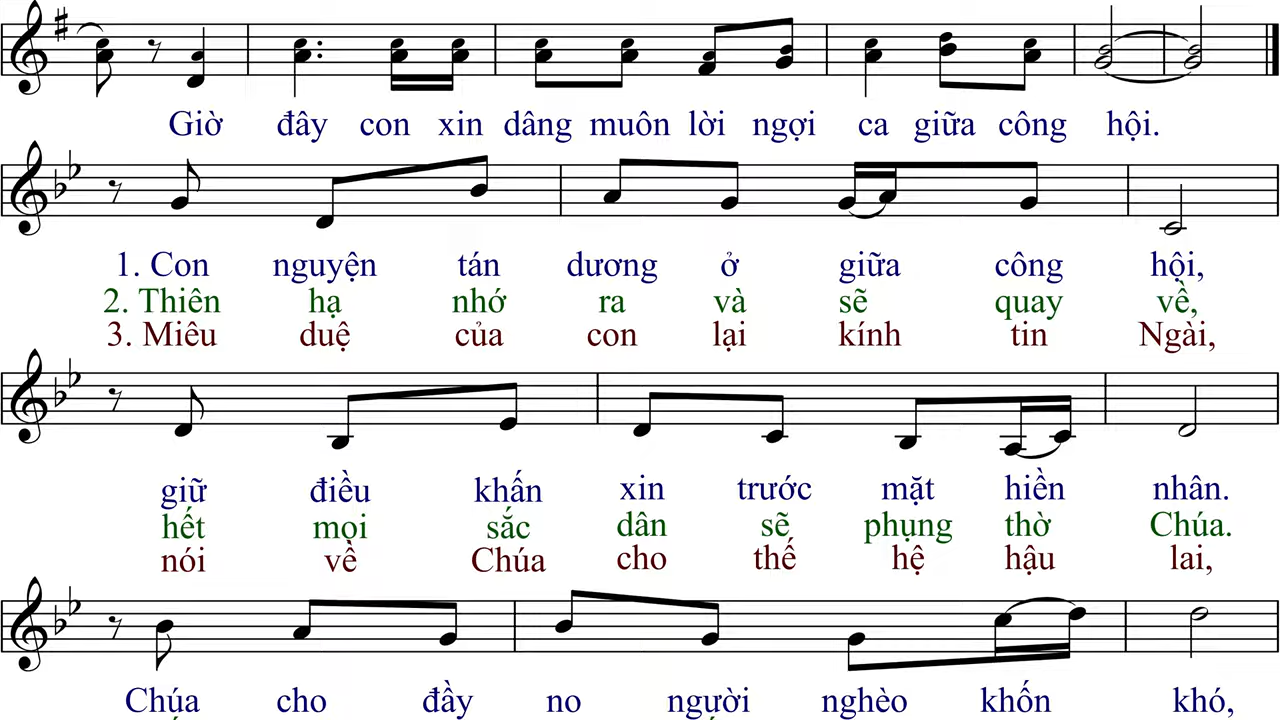 Giờ đây con xin dâng muôn lời ngợi ca giữa công hội.
1. Con nguyện tán dương ở giữa công hội,
2. Thiên hạ nhớ ra và sẽ quay về,
3. Miêu duệ của con lại kính tin Ngài,
giữ điều khấn xin trước mặt hiền nhân.
hết mọi sắc dân sẽ phụng thờ Chúa.
nói về Chúa cho thế hệ hậu lai,
Chúa cho đầy no người nghèo khốn khó,